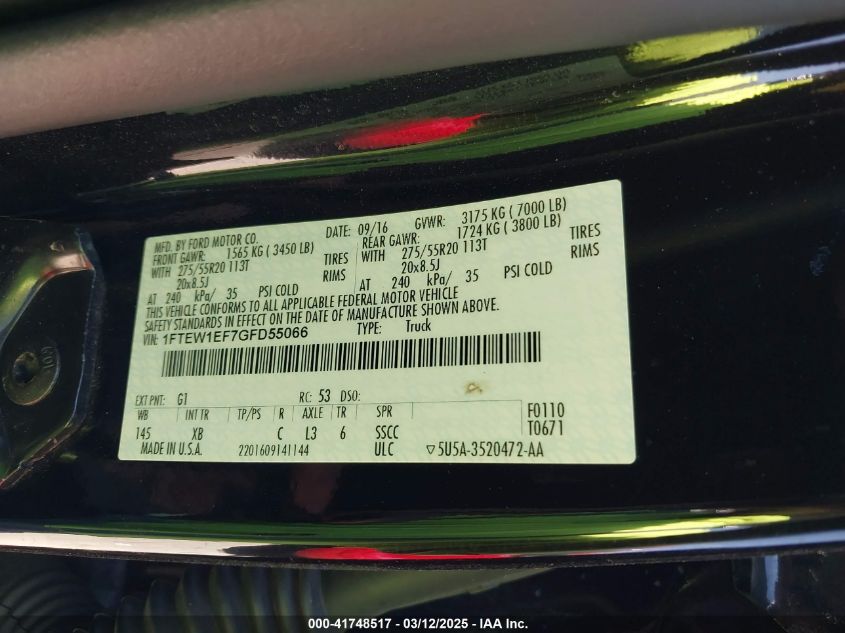 MFD. BY FORD MOTOR CO. DATE: 09/16 GVWR: 3175 KG ( 7000 LB)
FRONT GAWR: 1565 KG ( 3450 LB) REAR GAWR: 1724 KG ( 3800 LB)
WITH 275/55R20 113T TIRES WITH 275/55R20 113T TIRES
20x8.5J RIMS 20x8.5J RIMS
AT 240 kPa/ 35 PSI COLD AT 240 kPa/ 35 PSI COLD
THIS VEHICLE CONFORMS TO ALL APPLICABLE FEDERAL MOTOR VEHICLE
SAFETY STANDARDS IN EFFECT ON THE DATE OF MANUFACTURE SHOWN ABOVE.
VIN: 1FTEW1EF7GFD55066 TYPE: Truck
EXT PNT: G1 RC: 53 DSO:
WB INT TR TP/PS R AXLE TR SPR F0110
145 XB C L3 6 SSCC T0671
MADE IN U.S.A. 2201609141144 ULC ▽5U5A-3520472-AA
000-41748517 - 03/12/2025 - IAA Inc.